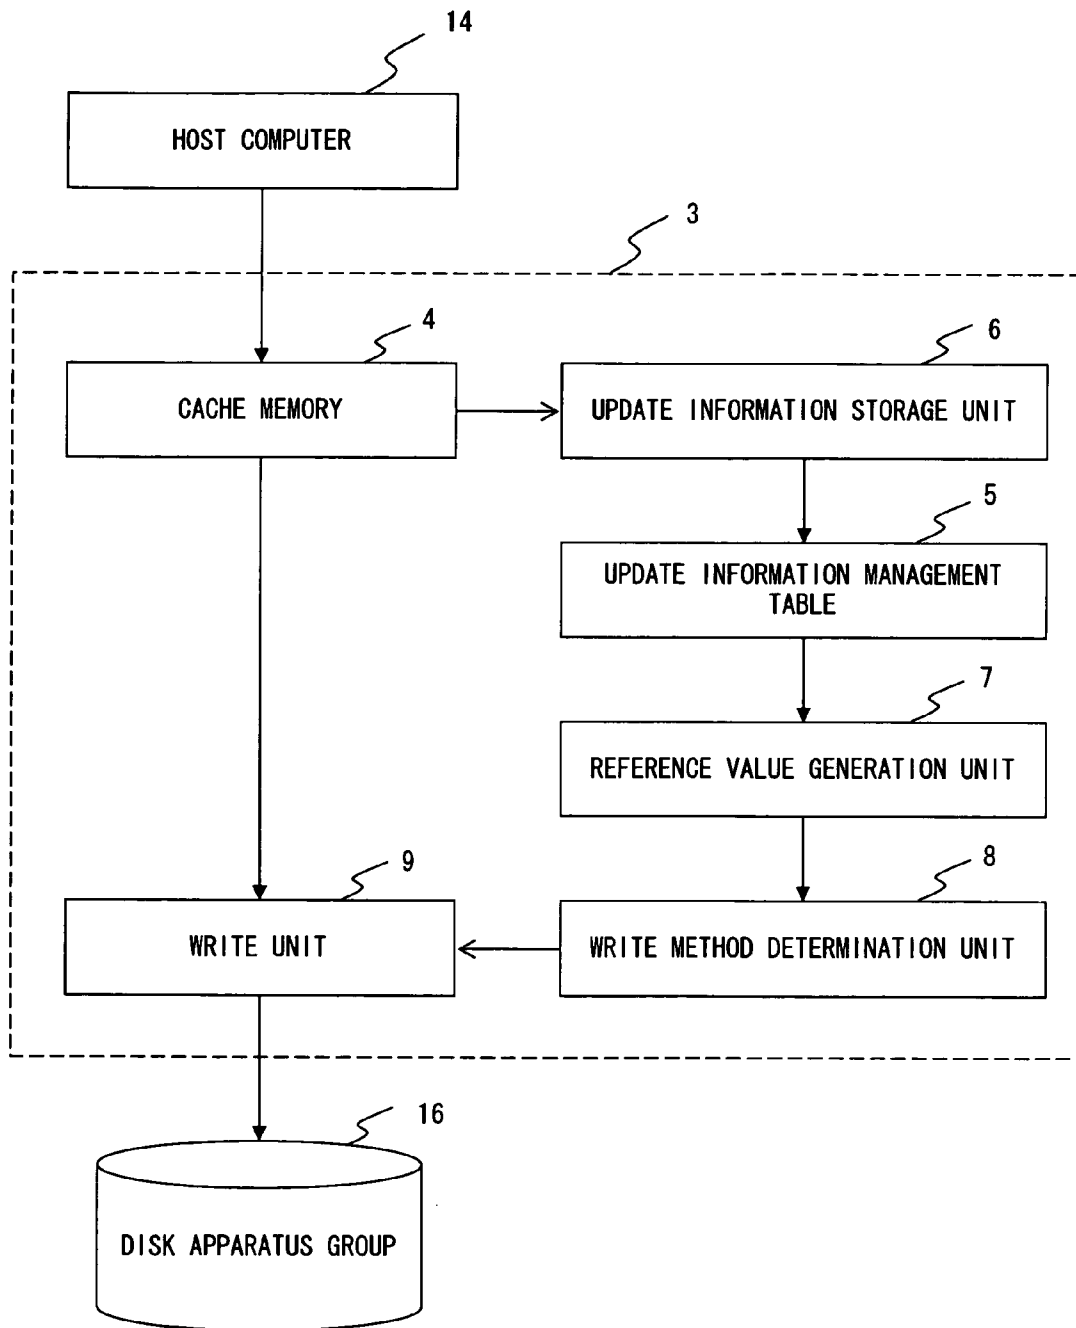 14
HOST COMPUTER
3
4
6
CACHE MEMORY
UPDATE INFORMATION STORAGE UNIT
5
UPDATE INFORMATION MANAGEMENT
TABLE
7
REFERENCE VALUE GENERATION UNIT
9
8
WRITE UNIT
WRITE METHOD DETERMINATION UNIT
16
DISK APPARATUS GROUP